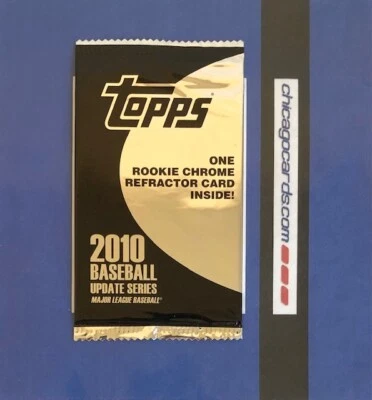 TOPPS
ONE
ROOKIE CHROME
REFRACTOR CARD
INSIDE!
2010
BASEBALL
UPDATE SERIES
MAJOR LEAGUE BASEBALL®
chicagocards.com